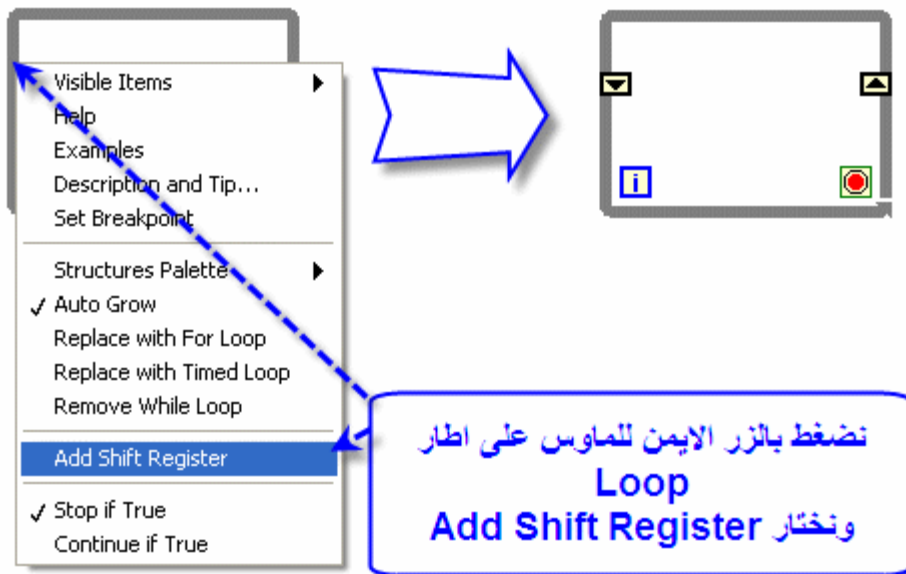 Visible Items
Help
Examples
Description and Tip...
Set Breakpoint
Structures Palette
Auto Grow
Replace with For Loop
Replace with Timed Loop
Remove While Loop
Add Shift Register
Stop if True
Continue if True
i
نضغط بالزر الايمن للماوس على اطار
Loop
ونختار Add Shift Register